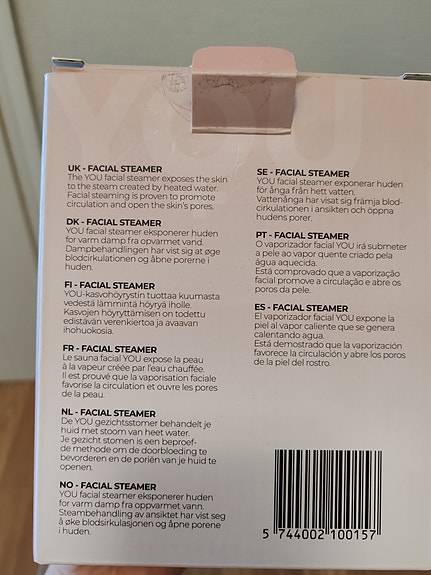 YOU
UK - FACIAL STEAMER
The YOU facial steamer exposes the skin
to the steam created by heated water.
Facial steaming is proven to promote
circulation and open the skin's pores.
DK - FACIAL STEAMER
YOU facial steamer eksponerer huden
for varm damp fra opvarmet vand.
Dampbehandlingen har vist sig at øge
blodcirkulationen og åbne porerne i
huden.
FI - FACIAL STEAMER
YOU-kasvohöyrystin tuottaa kuumasta
vedestä lämmintä höyryä iholle.
Kasvojen höyryttämisen on todettu
edistävän verenkiertoa ja avaavan
ihohuokosia.
FR - FACIAL STEAMER
Le sauna facial YOU expose la peau
à la vapeur créée par l'eau chauffée.
Il est prouvé que la vaporisation faciale
favorise la circulation et ouvre les pores
de la peau.
NL - FACIAL STEAMER
De YOU gezichtsstomer behandelt je
huid met stoom van heet water.
Je gezicht stomen is een beproef-
de methode om de doorbloeding te
bevorderen en de poriën van je huid te
openen.
NO - FACIAL STEAMER
YOU facial steamer eksponerer huden
for varm damp fra oppvarmet vann.
Steambehandling av ansiktet har vist seg
å øke blodsirkulasjonen og åpne porene
i huden.
SE - FACIAL STEAMER
YOU facial steamer exponerar huden
för ånga från hett vatten.
Vattenånga har visat sig främja blod-
cirkulationen i ansikten och öppna
hudens porer.
PT - FACIAL STEAMER
O vaporizador facial YOU irá submeter
a pele ao vapor quente criado pela
água aquecida.
Está comprovado que a vaporização
facial promove a circulação e abre os
poros da pele.
ES - FACIAL STEAMER
El vaporizador facial YOU expone la
piel al vapor caliente que se genera
calentando agua.
Está demostrado que la vaporización
favorece la circulación y abre los poros
de la piel del rostro.
5 744002 100157